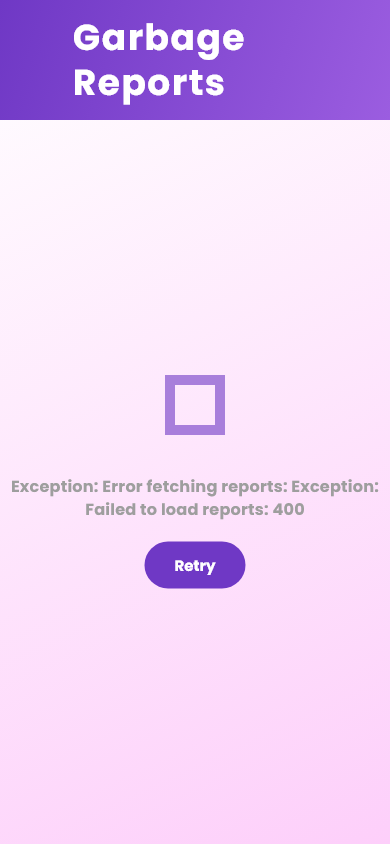 Garbage
Reports
Exception: Error fetching reports: Exception:
Failed to load reports: 400
Retry